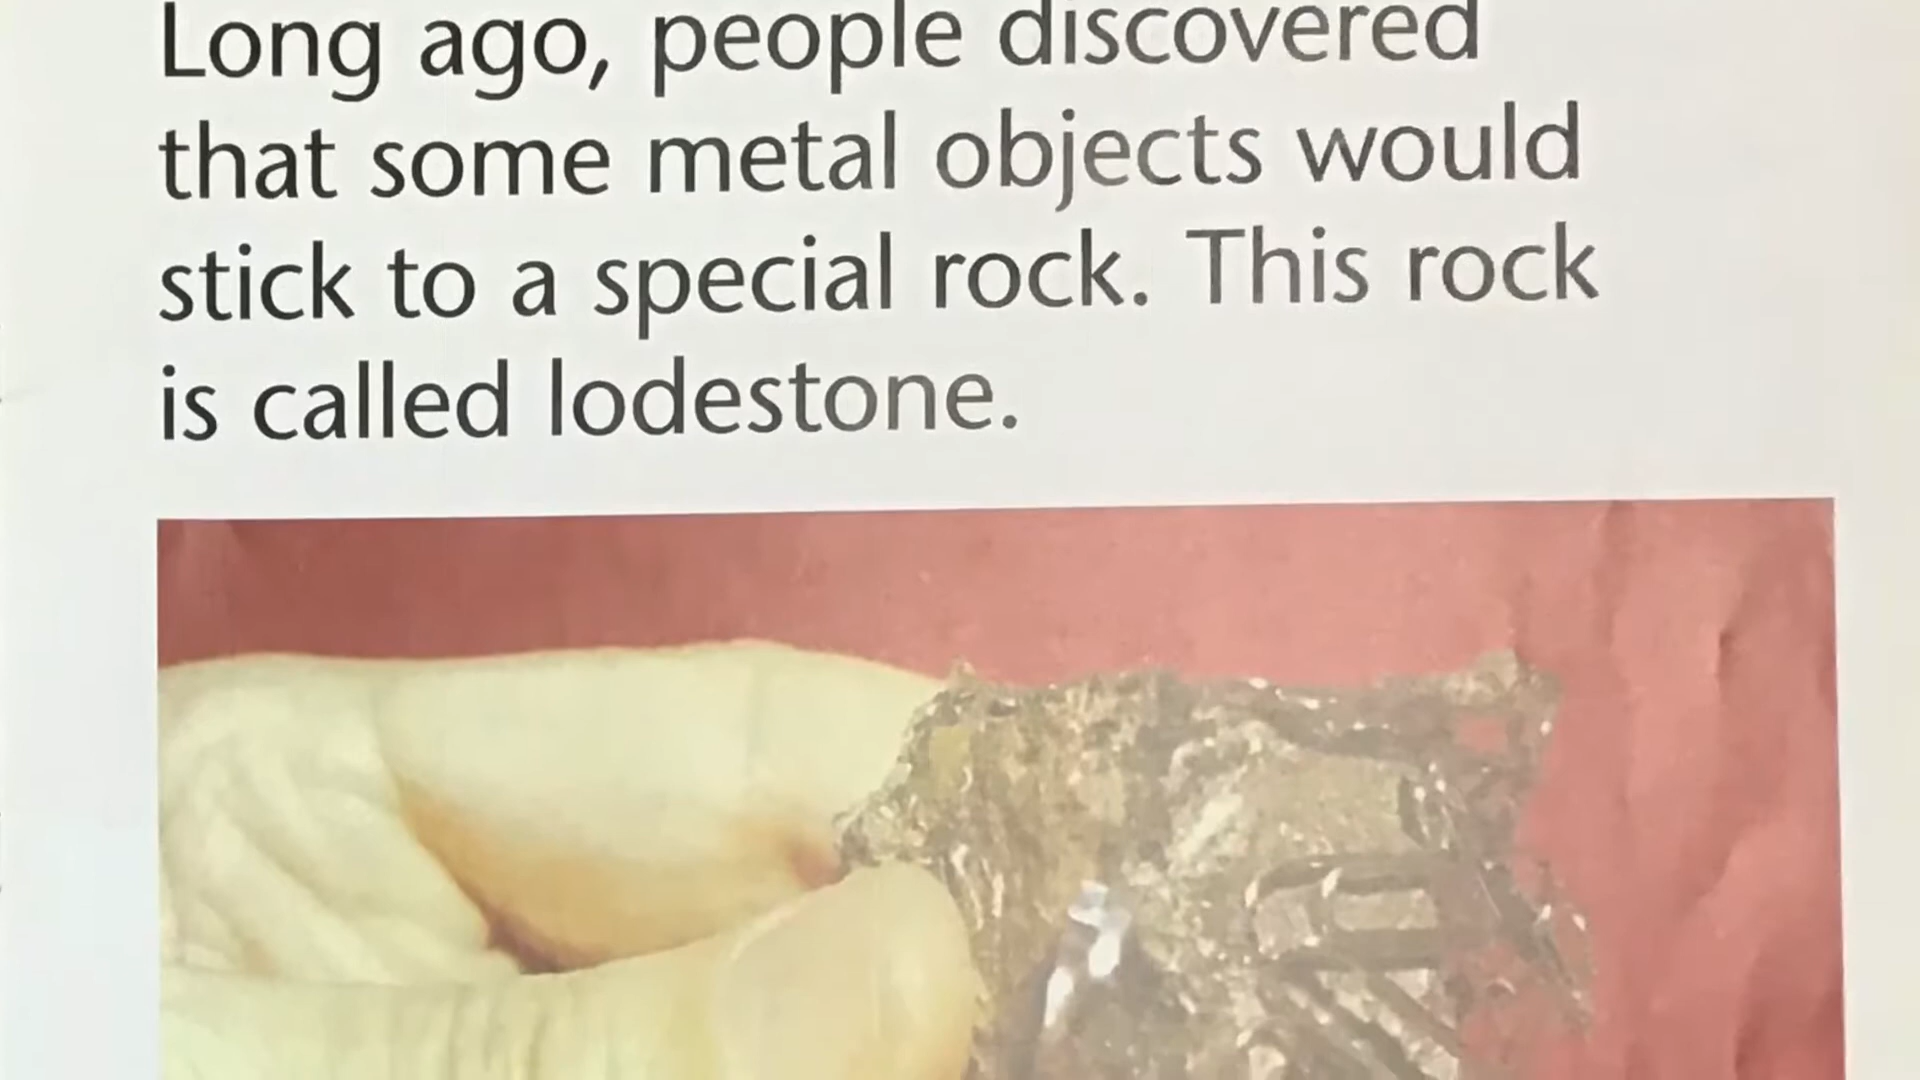 Long ago, people discovered
that some metal objects would
stick to a special rock. This rock
is called lodestone.